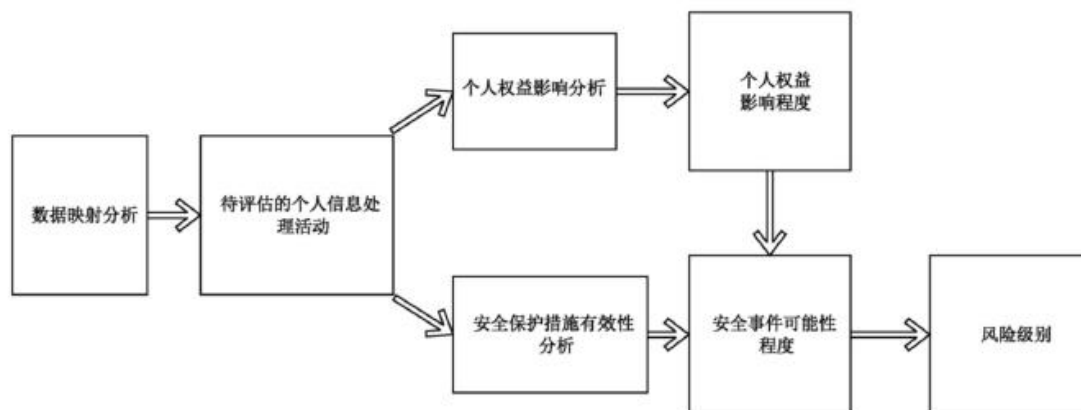 个人权益影响分析
个人权益
影响程度
数据映射分析
待评估的个人信息处
理活动
安全保护措施有效性
分析
安全事件可能性
程度
风险级别